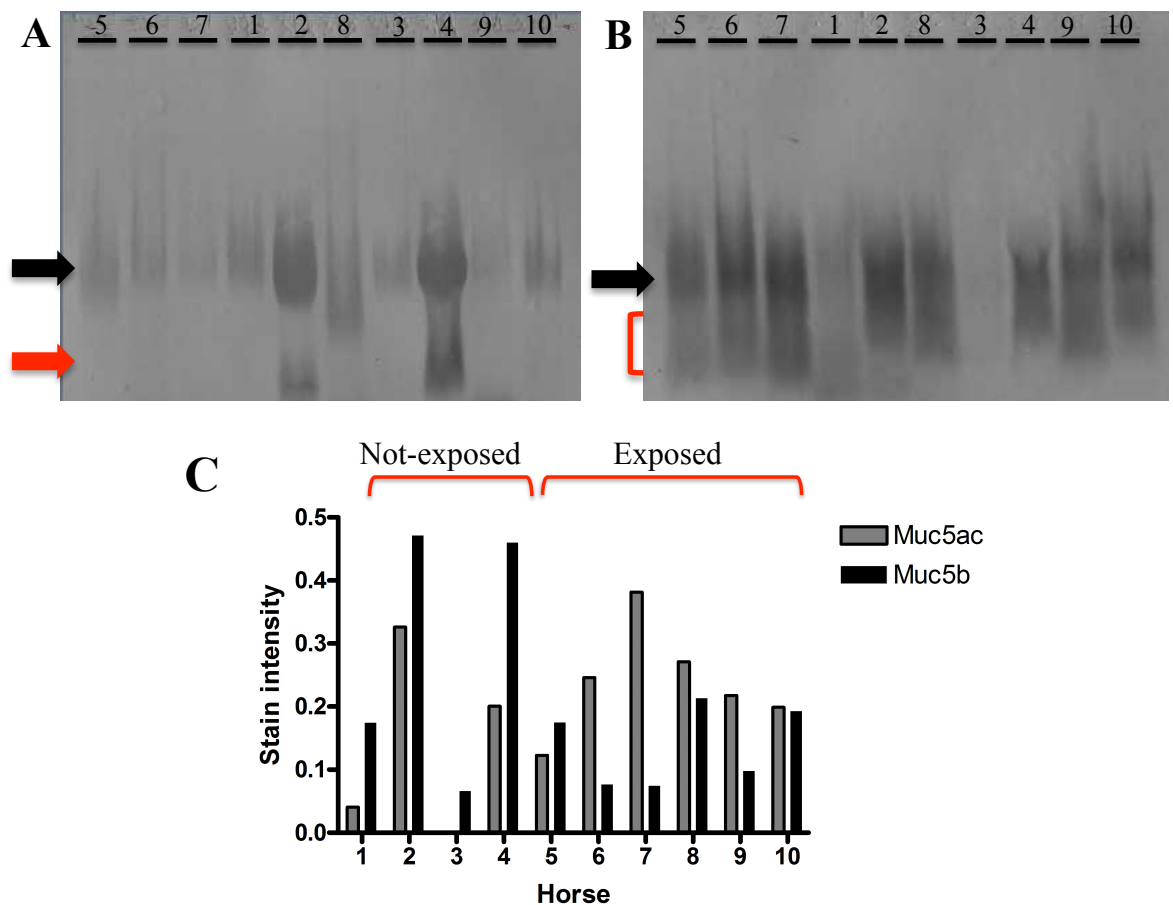 A
5 6 7 1 2 8 3 4 9 10
B
5 6 7 1 2 8 3 4 9 10
C
Not-exposed Exposed
Stain intensity
0.5
0.4
0.3
0.2
0.1
0.0
1 2 3 4 5 6 7 8 9 10
Horse
Muc5ac
Muc5b